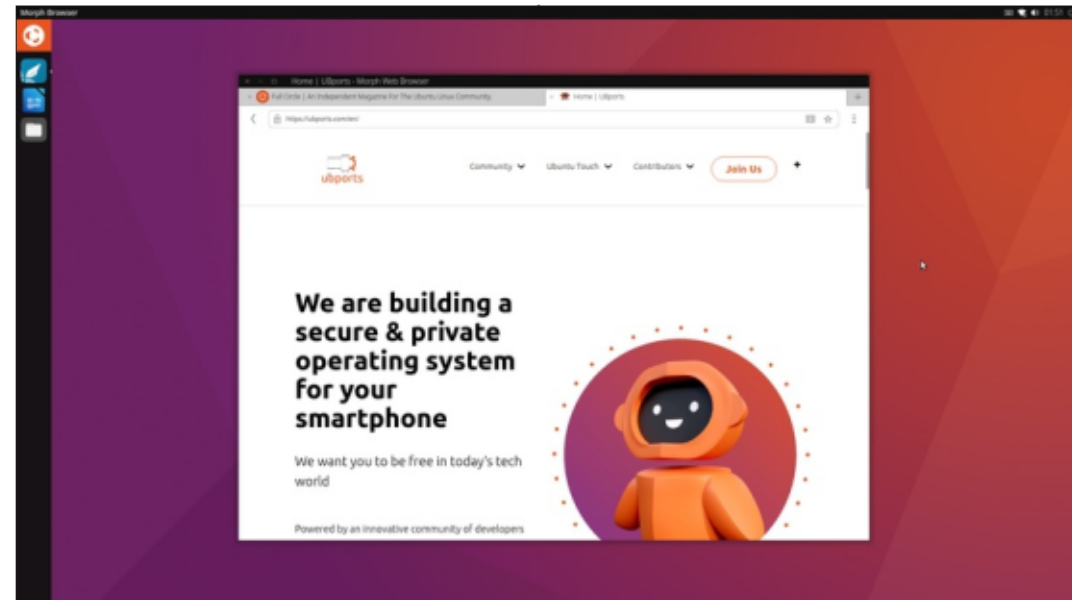 Morph Browser
01:51
Home | UBports - Morph Web Browser
Full Circle | An Independent Magazine For The Ubuntu Linux Community.
Home | UBports
https://ubports.com/en/
ubports
Community
Ubuntu Touch
Contributors
Join Us
We are building a
secure & private
operating system
for your
smartphone
We want you to be free in today's tech
world
Powered by an innovative community of developers